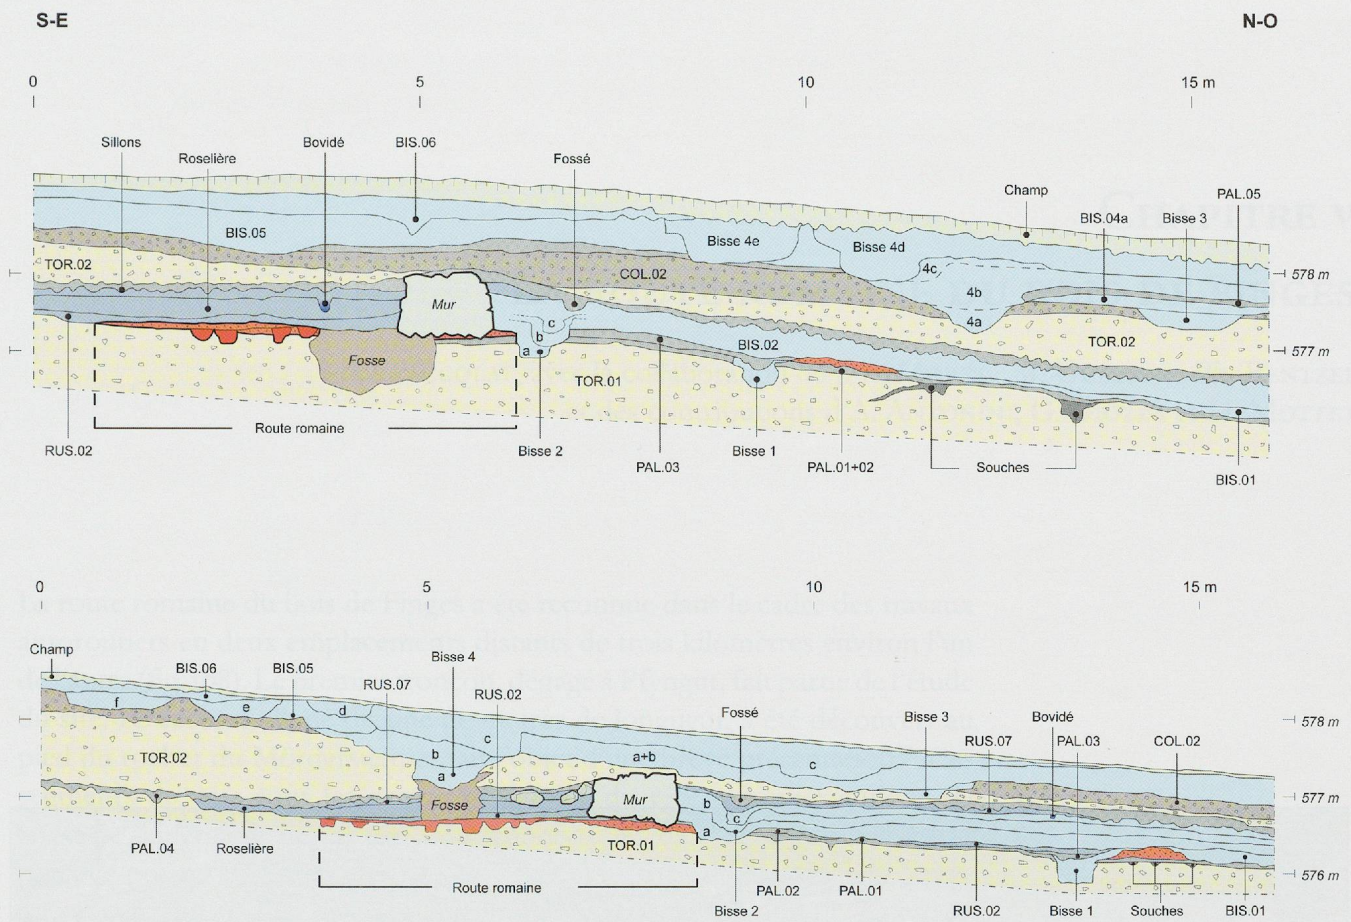 S-E N-O
0 5 10 15 m
Sillons Bovidé BIS.06
Roselière Fossé
Champ PAL.05
BIS.04a Bisse 3
BIS.05 Bisse 4e Bisse 4d
TOR.02 COL.02 4c 578 m
Mur 4b
4a
c TOR.02
b BIS.02 577 m
a
Fosse TOR.01
Route romaine
RUS.02 Bisse 2 Bisse 1
PAL.03 PAL.01+02 Souches
BIS.01
0 5 10 15 m
Champ Bisse 4
BIS.06 BIS.05 RUS.07 RUS.02
Fossé Bisse 3 Bovidé
f e d 578 m
c RUS.07 PAL.03 COL.02
TOR.02 b a+b c
a
Fosse Mur b 577 m
c
a
PAL.04 Roselière TOR.01
Route romaine 576 m
PAL.02 PAL.01
Bisse 2 RUS.02 Bisse 1 Souches BIS.01